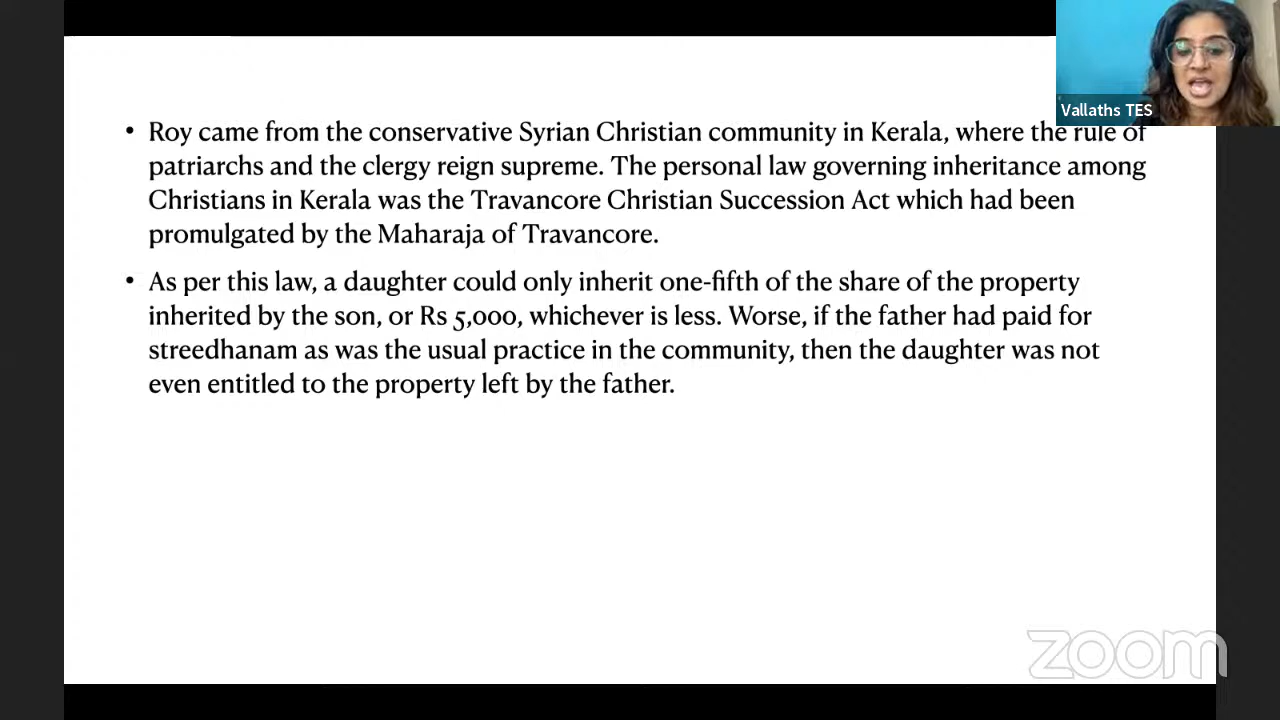 Vallaths TES
• Roy came from the conservative Syrian Christian community in Kerala, where the rule of
patriarchs and the clergy reign supreme. The personal law governing inheritance among
Christians in Kerala was the Travancore Christian Succession Act which had been
promulgated by the Maharaja of Travancore.
• As per this law, a daughter could only inherit one-fifth of the share of the property
inherited by the son, or Rs 5,000, whichever is less. Worse, if the father had paid for
streedhanam as was the usual practice in the community, then the daughter was not
even entitled to the property left by the father.
zoom